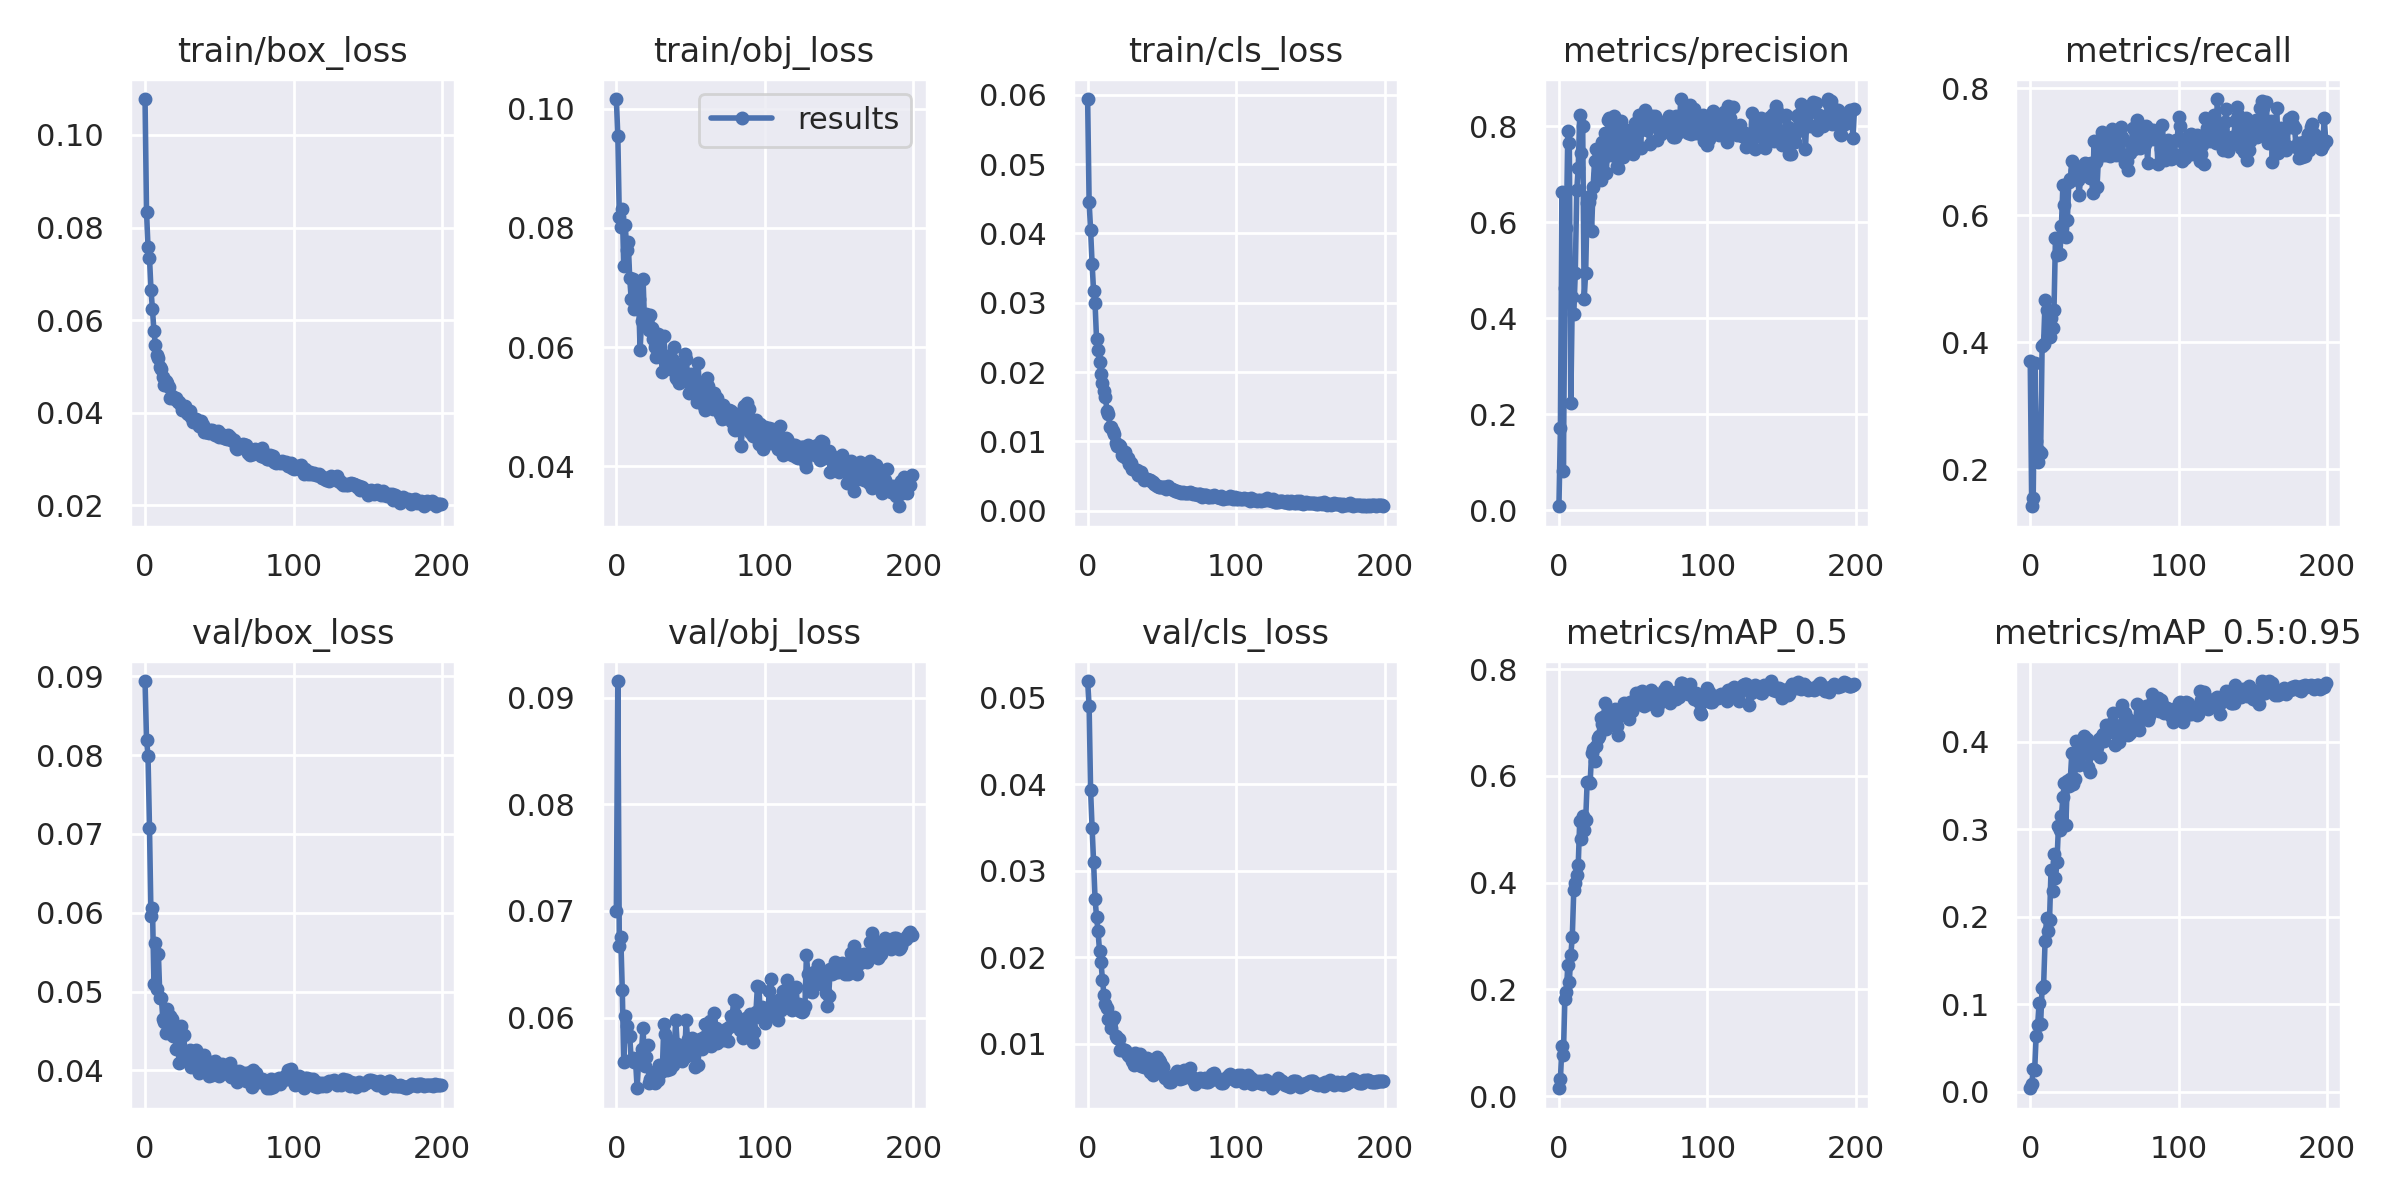 train/box_loss
0.10
0.08
0.06
0.04
0.02
0 100 200
train/obj_loss
results
0.10
0.08
0.06
0.04
0 100 200
train/cls_loss
0.06
0.05
0.04
0.03
0.02
0.01
0.00
0 100 200
metrics/precision
0.8
0.6
0.4
0.2
0.0
0 100 200
metrics/recall
0.8
0.6
0.4
0.2
0 100 200
val/box_loss
0.09
0.08
0.07
0.06
0.05
0.04
0 100 200
val/obj_loss
0.09
0.08
0.07
0.06
0 100 200
val/cls_loss
0.05
0.04
0.03
0.02
0.01
0 100 200
metrics/mAP_0.5
0.8
0.6
0.4
0.2
0.0
0 100 200
metrics/mAP_0.5:0.95
0.4
0.3
0.2
0.1
0.0
0 100 200